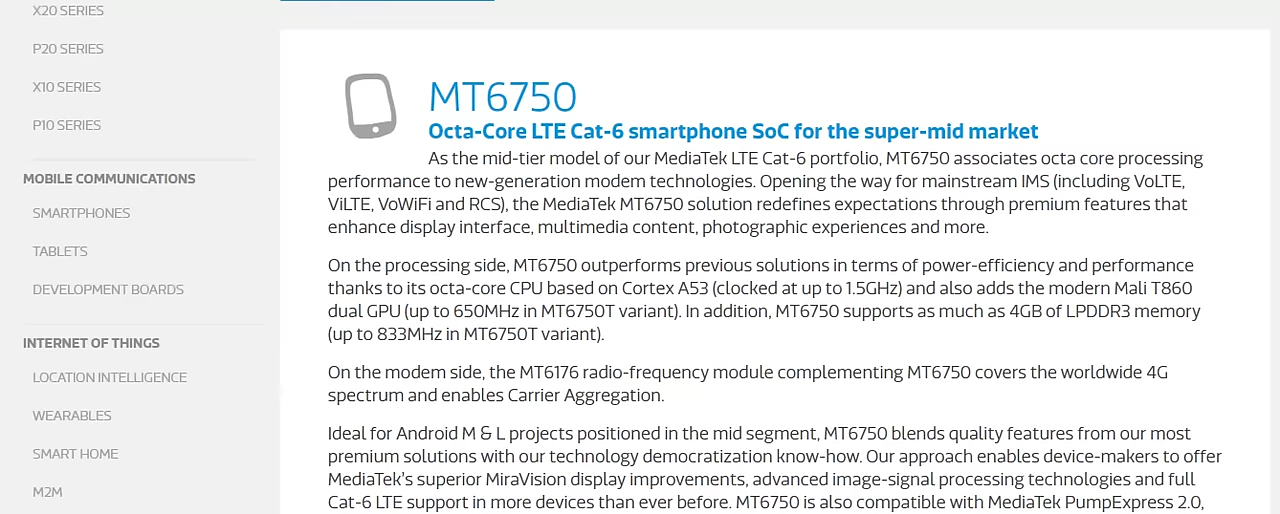 X20 SERIES
P20 SERIES
X10 SERIES
P10 SERIES
MOBILE COMMUNICATIONS
SMARTPHONES
TABLETS
DEVELOPMENT BOARDS
INTERNET OF THINGS
LOCATION INTELLIGENCE
WEARABLES
SMART HOME
M2M
MT6750
Octa-Core LTE Cat-6 smartphone SoC for the super-mid market
As the mid-tier model of our MediaTek LTE Cat-6 portfolio, MT6750 associates octa core processing
performance to new-generation modem technologies. Opening the way for mainstream IMS (including VoLTE,
ViLTE, VoWiFi and RCS), the MediaTek MT6750 solution redefines expectations through premium features that
enhance display interface, multimedia content, photographic experiences and more.
On the processing side, MT6750 outperforms previous solutions in terms of power-efficiency and performance
thanks to its octa-core CPU based on Cortex A53 (clocked at up to 1.5GHz) and also adds the modern Mali T860
dual GPU (up to 650MHz in MT6750T variant). In addition, MT6750 supports as much as 4GB of LPDDR3 memory
(up to 833MHz in MT6750T variant).
On the modem side, the MT6176 radio-frequency module complementing MT6750 covers the worldwide 4G
spectrum and enables Carrier Aggregation.
Ideal for Android M & L projects positioned in the mid segment, MT6750 blends quality features from our most
premium solutions with our technology democratization know-how. Our approach enables device-makers to offer
MediaTek's superior MiraVision display improvements, advanced image-signal processing technologies and full
Cat-6 LTE support in more devices than ever before. MT6750 is also compatible with MediaTek PumpExpress 2.0,